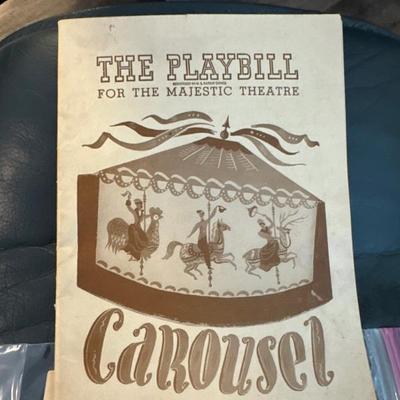 THE PLAYBILL
FOR THE MAJESTIC THEATRE
Carousel